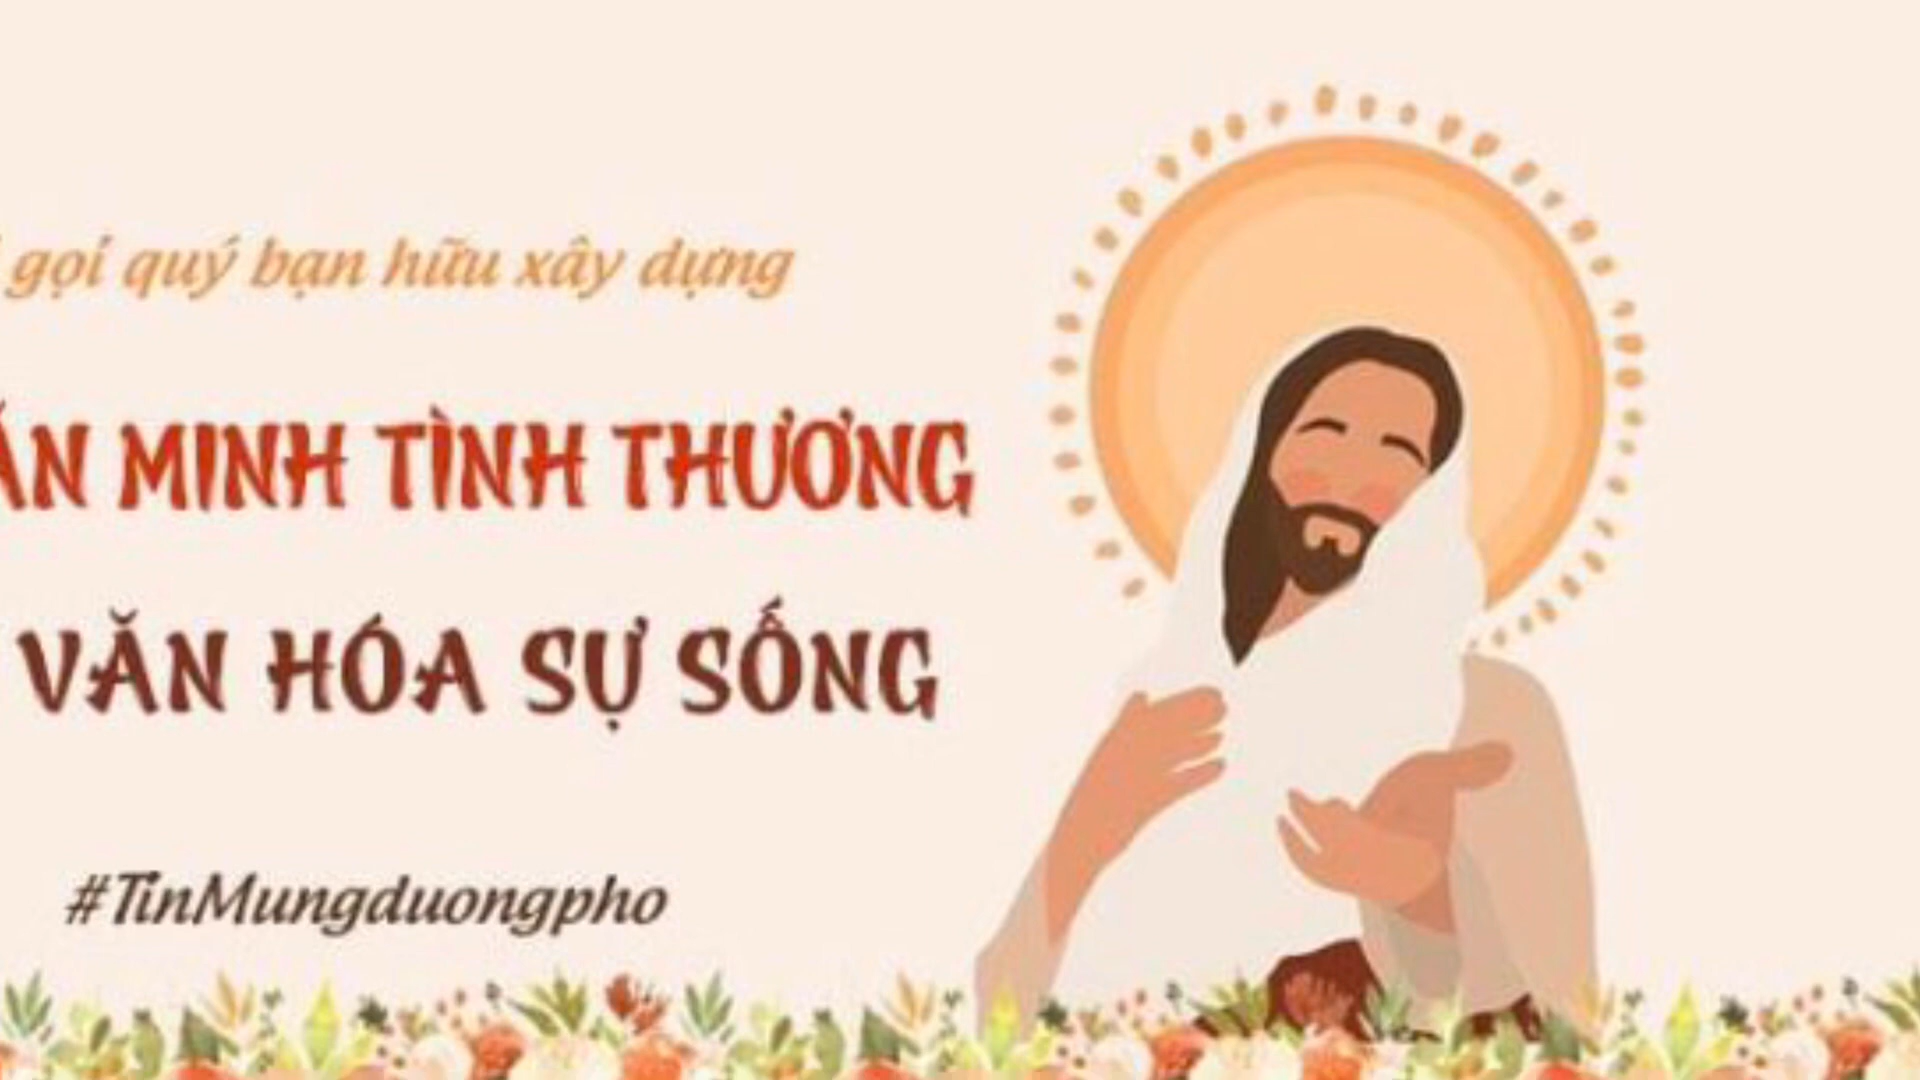 gọi quý bạn hữu xây dựng
MINH TÌNH THƯƠNG
VĂN HÓA SỰ SỐNG
#TinMungduongpho